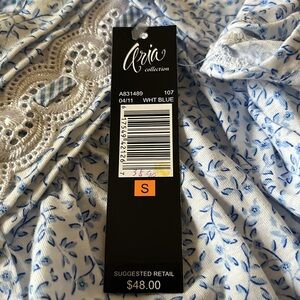 Aria
collection
A831489 107
04/11 WHT BLUE
S
SUGGESTED RETAIL
$48.00